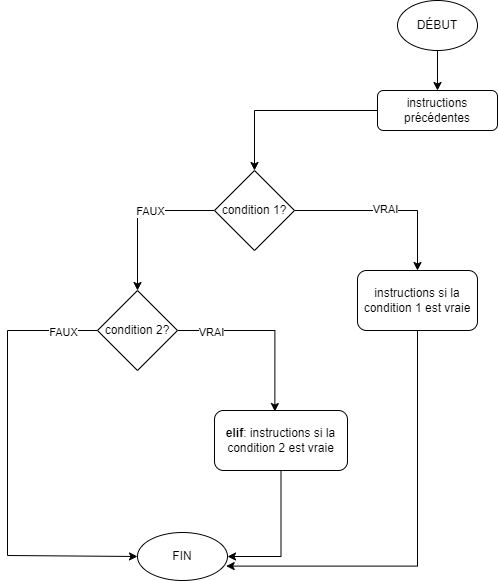 DÉBUT
instructions
précédentes
condition 1?
FAUX
VRAI
instructions si la
condition 1 est vraie
condition 2?
FAUX
VRAI
elif: instructions si la
condition 2 est vraie
FIN